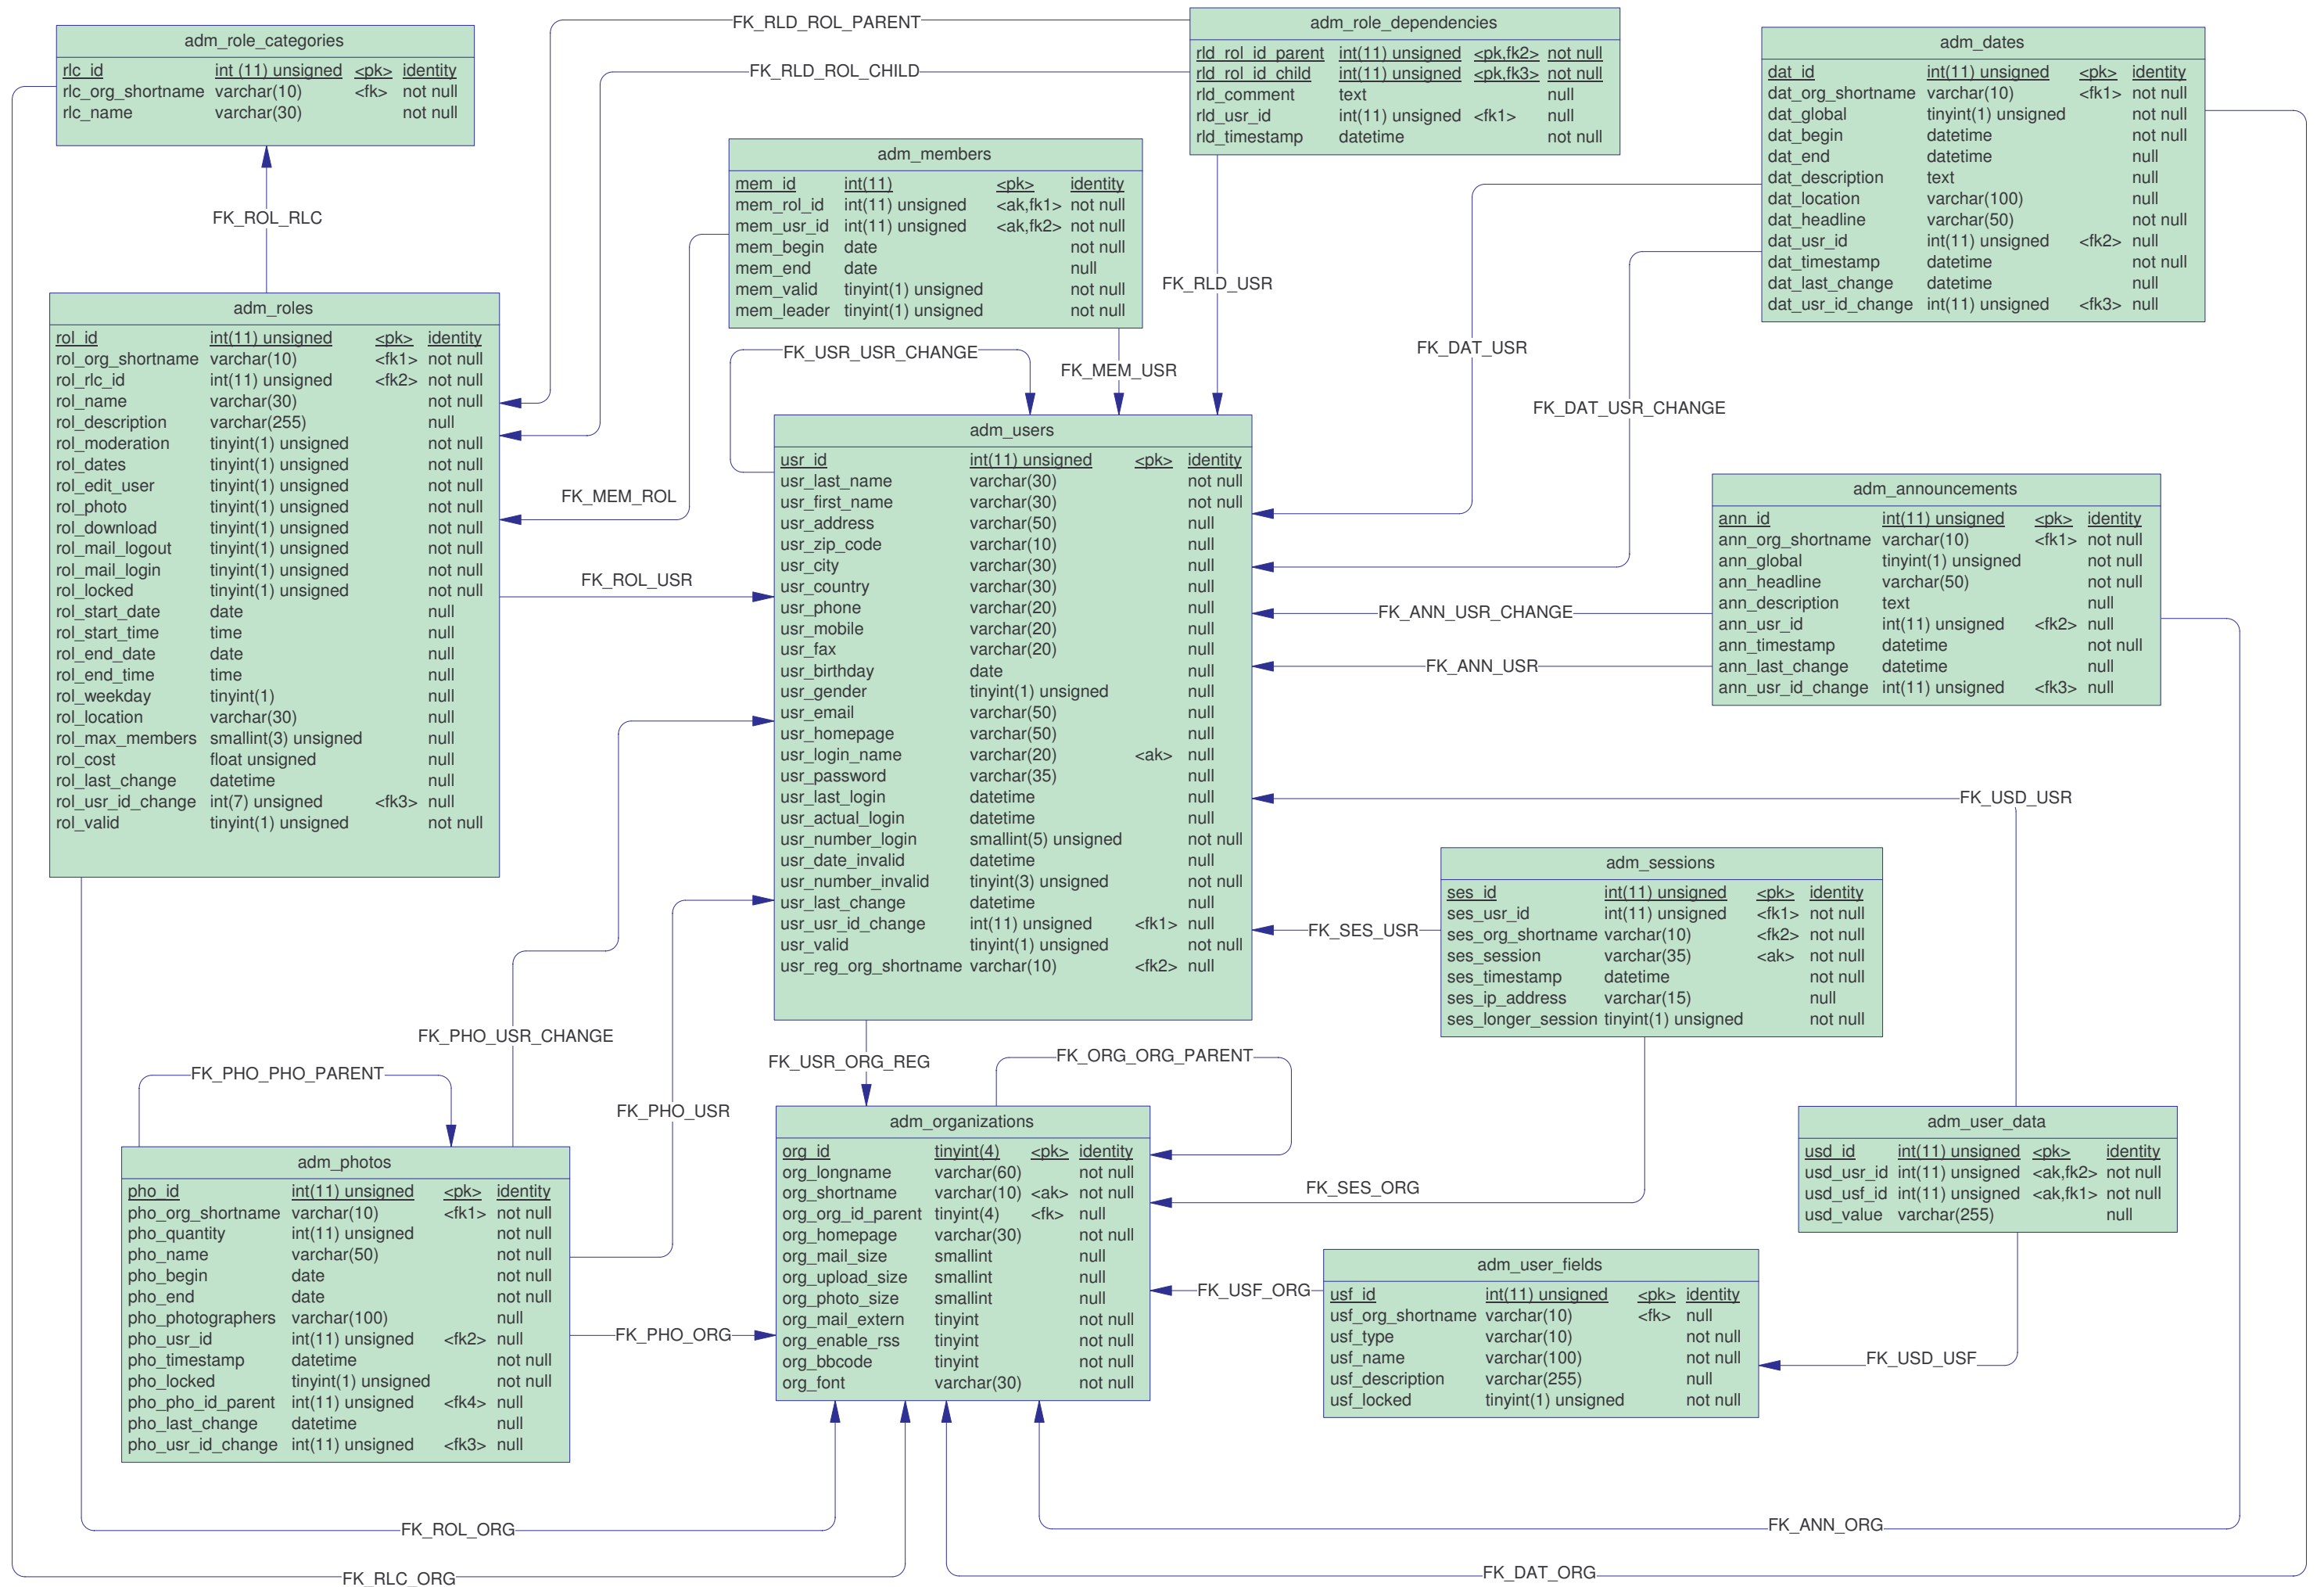 adm_role_categories
rlc_id int (11) unsigned <pk> identity
rlc_org_shortname varchar(10) <fk> not null
rlc_name varchar(30) not null
FK_RLD_ROL_PARENT
FK_RLD_ROL_CHILD
adm_role_dependencies
rld_rol_id_parent int(11) unsigned <pk,fk2> not null
rld_rol_id_child int(11) unsigned <pk,fk3> not null
rld_comment text null
rld_usr_id int(11) unsigned <fk1> null
rld_timestamp datetime not null
adm_dates
dat_id int(11) unsigned <pk> identity
dat_org_shortname varchar(10) <fk1> not null
dat_global tinyint(1) unsigned not null
dat_begin datetime not null
dat_end datetime null
dat_description text null
dat_location varchar(100) null
dat_headline varchar(50) not null
dat_usr_id int(11) unsigned <fk2> null
dat_timestamp datetime not null
dat_last_change datetime null
dat_usr_id_change int(11) unsigned <fk3> null
adm_members
mem_id int(11) <pk> identity
mem_rol_id int(11) unsigned <ak,fk1> not null
mem_usr_id int(11) unsigned <ak,fk2> not null
mem_begin date not null
mem_end date null
mem_valid tinyint(1) unsigned not null
mem_leader tinyint(1) unsigned not null
FK_ROL_RLC
FK_RLD_USR
FK_DAT_USR
FK_USR_USR_CHANGE
FK_MEM_USR
FK_DAT_USR_CHANGE
adm_roles
rol_id int(11) unsigned <pk> identity
rol_org_shortname varchar(10) <fk1> not null
rol_rlc_id int(11) unsigned <fk2> not null
rol_name varchar(30) not null
rol_description varchar(255) null
rol_moderation tinyint(1) unsigned not null
rol_dates tinyint(1) unsigned not null
rol_edit_user tinyint(1) unsigned not null
rol_photo tinyint(1) unsigned not null
rol_download tinyint(1) unsigned not null
rol_mail_logout tinyint(1) unsigned not null
rol_mail_login tinyint(1) unsigned not null
rol_locked tinyint(1) unsigned not null
rol_start_date date null
rol_start_time time null
rol_end_date date null
rol_end_time time null
rol_weekday tinyint(1) null
rol_location varchar(30) null
rol_max_members smallint(3) unsigned null
rol_cost float unsigned null
rol_last_change datetime null
rol_usr_id_change int(7) unsigned <fk3> null
rol_valid tinyint(1) unsigned not null
FK_MEM_ROL
FK_ROL_USR
adm_users
usr_id int(11) unsigned <pk> identity
usr_last_name varchar(30) not null
usr_first_name varchar(30) not null
usr_address varchar(50) null
usr_zip_code varchar(10) null
usr_city varchar(30) null
usr_country varchar(30) null
usr_phone varchar(20) null
usr_mobile varchar(20) null
usr_fax varchar(20) null
usr_birthday date null
usr_gender tinyint(1) unsigned null
usr_email varchar(50) null
usr_homepage varchar(50) null
usr_login_name varchar(20) <ak> null
usr_password varchar(35) null
usr_last_login datetime null
usr_actual_login datetime null
usr_number_login smallint(5) unsigned not null
usr_date_invalid datetime null
usr_number_invalid tinyint(3) unsigned not null
usr_last_change datetime null
usr_usr_id_change int(11) unsigned <fk1> null
usr_valid tinyint(1) unsigned not null
usr_reg_org_shortname varchar(10) <fk2> null
adm_announcements
ann_id int(11) unsigned <pk> identity
ann_org_shortname varchar(10) <fk1> not null
ann_global tinyint(1) unsigned not null
ann_headline varchar(50) not null
ann_description text null
ann_usr_id int(11) unsigned <fk2> null
ann_timestamp datetime not null
ann_last_change datetime null
ann_usr_id_change int(11) unsigned <fk3> null
FK_ANN_USR_CHANGE
FK_ANN_USR
FK_USD_USR
adm_sessions
ses_id int(11) unsigned <pk> identity
ses_usr_id int(11) unsigned <fk1> not null
ses_org_shortname varchar(10) <fk2> not null
ses_session varchar(35) <ak> not null
ses_timestamp datetime not null
ses_ip_address varchar(15) null
ses_longer_session tinyint(1) unsigned not null
FK_SES_USR
FK_PHO_USR_CHANGE
FK_USR_ORG_REG
FK_ORG_ORG_PARENT
FK_PHO_PHO_PARENT
FK_PHO_USR
adm_photos
pho_id int(11) unsigned <pk> identity
pho_org_shortname varchar(10) <fk1> not null
pho_quantity int(11) unsigned not null
pho_name varchar(50) not null
pho_begin date not null
pho_end date not null
pho_photographers varchar(100) null
pho_usr_id int(11) unsigned <fk2> null
pho_timestamp datetime not null
pho_locked tinyint(1) unsigned not null
pho_pho_id_parent int(11) unsigned <fk4> null
pho_last_change datetime null
pho_usr_id_change int(11) unsigned <fk3> null
adm_organizations
org_id tinyint(4) <pk> identity
org_longname varchar(60) not null
org_shortname varchar(10) <ak> not null
org_org_id_parent tinyint(4) <fk> null
org_homepage varchar(30) not null
org_mail_size smallint null
org_upload_size smallint null
org_photo_size smallint null
org_mail_extern tinyint not null
org_enable_rss tinyint not null
org_bbcode tinyint not null
org_font varchar(30) not null
adm_user_data
usd_id int(11) unsigned <pk> identity
usd_usr_id int(11) unsigned <ak,fk2> not null
usd_usf_id int(11) unsigned <ak,fk1> not null
usd_value varchar(255) null
FK_SES_ORG
adm_user_fields
usf_id int(11) unsigned <pk> identity
usf_org_shortname varchar(10) <fk> null
usf_type varchar(10) not null
usf_name varchar(100) not null
usf_description varchar(255) null
usf_locked tinyint(1) unsigned not null
FK_USF_ORG
FK_PHO_ORG
FK_USD_USF
FK_ROL_ORG
FK_ANN_ORG
FK_RLC_ORG
FK_DAT_ORG